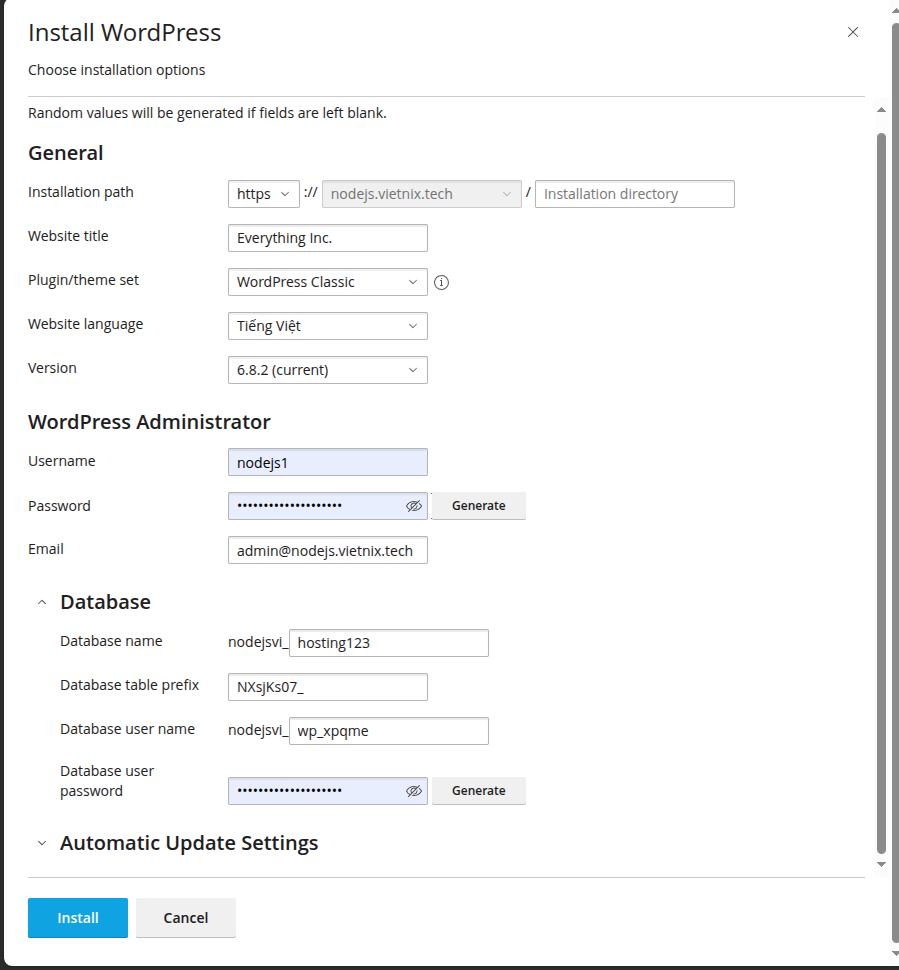 Install WordPress
Choose installation options
Random values will be generated if fields are left blank.
General
Installation path https :// nodejs.vietnix.tech / Installation directory
Website title Everything Inc.
Plugin/theme set WordPress Classic
Website language Tiếng Việt
Version 6.8.2 (current)
WordPress Administrator
Username nodejs1
Password •••••••••••••••••••• Generate
Email admin@nodejs.vietnix.tech
Database
Database name nodejsvi_ hosting123
Database table prefix NXsjKs07_
Database user name nodejsvi_ wp_xpqme
Database user
password •••••••••••••••••••• Generate
Automatic Update Settings
Install Cancel